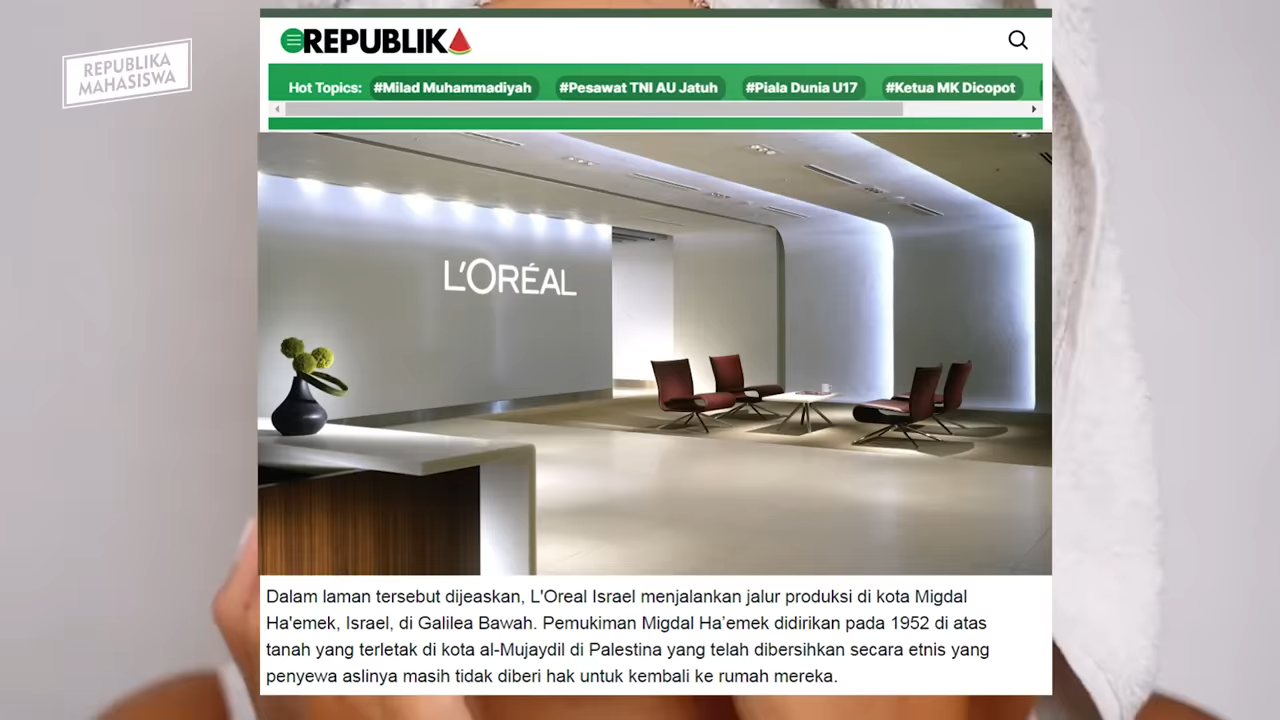 REPUBLIKA
MAHASISWA
REPUBLIK
Hot Topics: #Milad Muhammadiyah #Pesawat TNI AU Jatuh #Piala Dunia U17 #Ketua MK Dicopot
L'ORÉAL
Dalam laman tersebut dijeaskan, L'Oreal Israel menjalankan jalur produksi di kota Migdal
Ha'emek, Israel, di Galilea Bawah. Pemukiman Migdal Ha’emek didirikan pada 1952 di atas
tanah yang terletak di kota al-Mujaydil di Palestina yang telah dibersihkan secara etnis yang
penyewa aslinya masih tidak diberi hak untuk kembali ke rumah mereka.